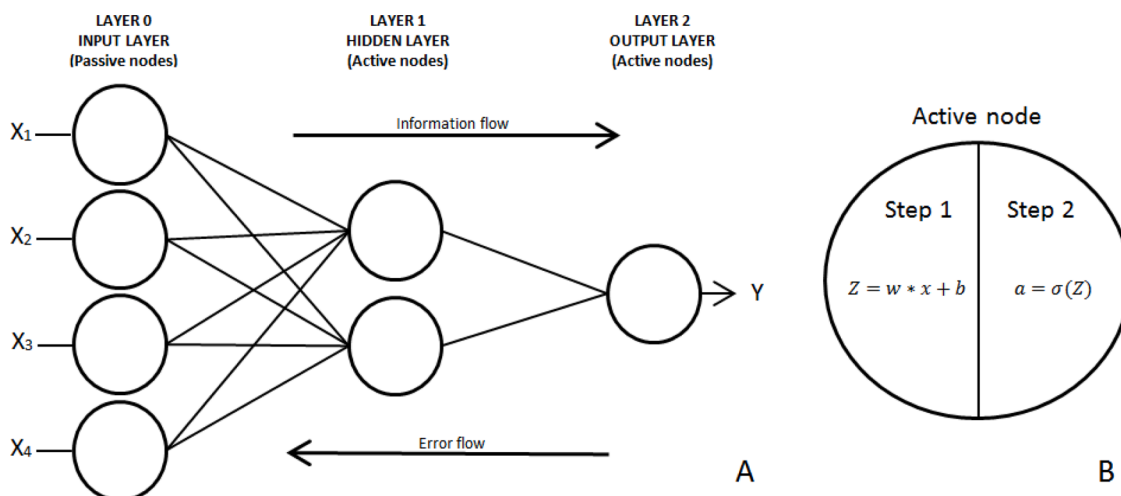 LAYER 0
INPUT LAYER
(Passive nodes)
LAYER 1
HIDDEN LAYER
(Active nodes)
LAYER 2
OUTPUT LAYER
(Active nodes)
X1
X2
X3
X4
Information flow
Error flow
Y
A
Active node
Step 1
Step 2
Z = w * x + b
a = σ(Z)
B